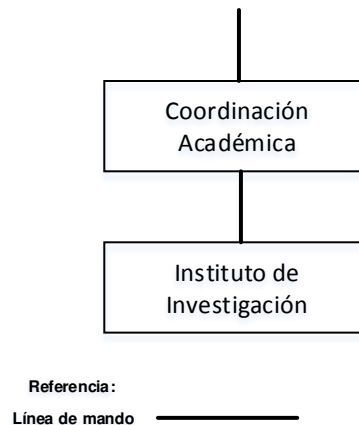 Coordinación
Académica
Instituto de
Investigación
Referencia:
Línea de mando